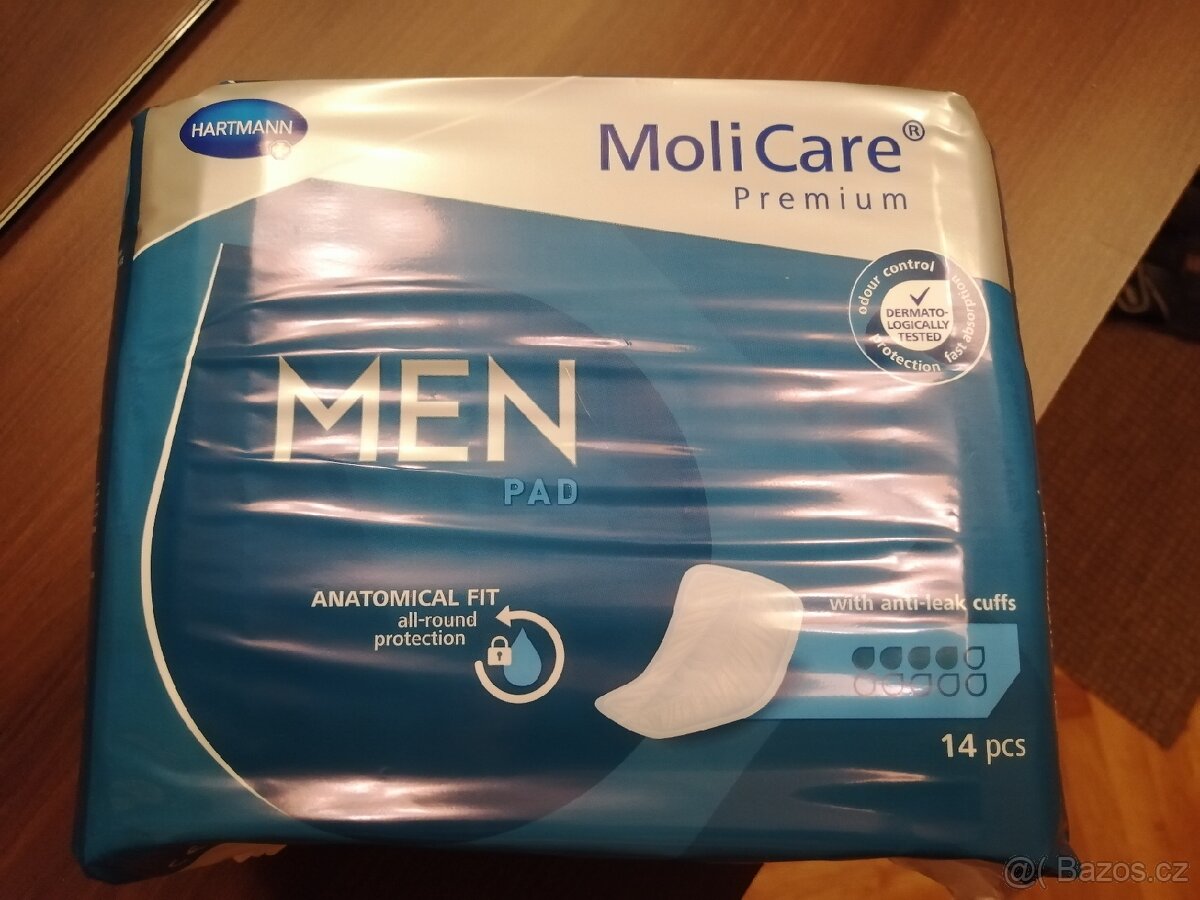 HARTMANN
MoliCare®
Premium
odour control
fast absorption
protection
DERMATO-
LOGICALLY
TESTED
MEN
PAD
ANATOMICAL FIT
all-round
protection
with anti-leak cuffs
14 pcs
@( Bazos.cz